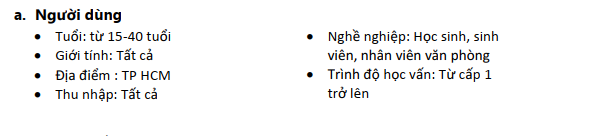 a. Người dùng
• Tuổi: từ 15-40 tuổi
• Giới tính: Tất cả
• Địa điểm : TP HCM
• Thu nhập: Tất cả
• Nghề nghiệp: Học sinh, sinh
viên, nhân viên văn phòng
• Trình độ học vấn: Từ cấp 1
trở lên